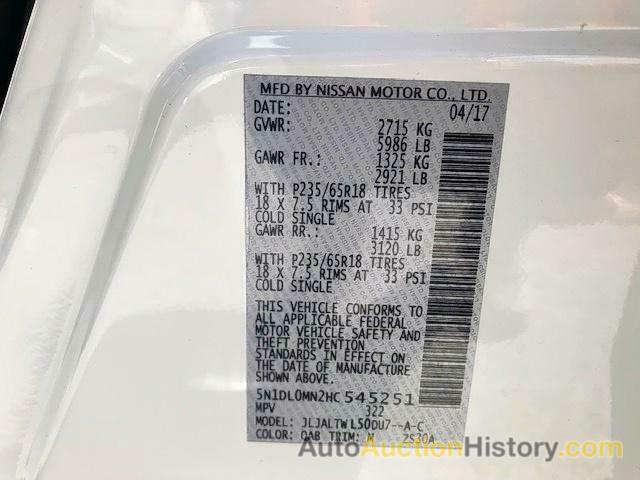 MFD BY NISSAN MOTOR CO., LTD.
DATE: 04/17
GVWR: 2715 KG
5986 LB
GAWR FR.: 1325 KG
2921 LB
WITH P235/65R18 TIRES
18 X 7.5 RIMS AT 33 PSI
COLD SINGLE
GAWR RR.: 1415 KG
3120 LB
WITH P235/65R18 TIRES
18 X 7.5 RIMS AT 33 PSI
COLD SINGLE
THIS VEHICLE CONFORMS TO
ALL APPLICABLE FEDERAL
MOTOR VEHICLE SAFETY AND
THEFT PREVENTION
STANDARDS IN EFFECT ON
THE DATE OF MANUFACTURE
SHOWN ABOVE
5N1DL0MN2HC 545251
MPV 322
MODEL: JLJALTWL50DU7--A-C
COLOR: QAB TRIM: W 2S30A
AutoAuctionHistory.com